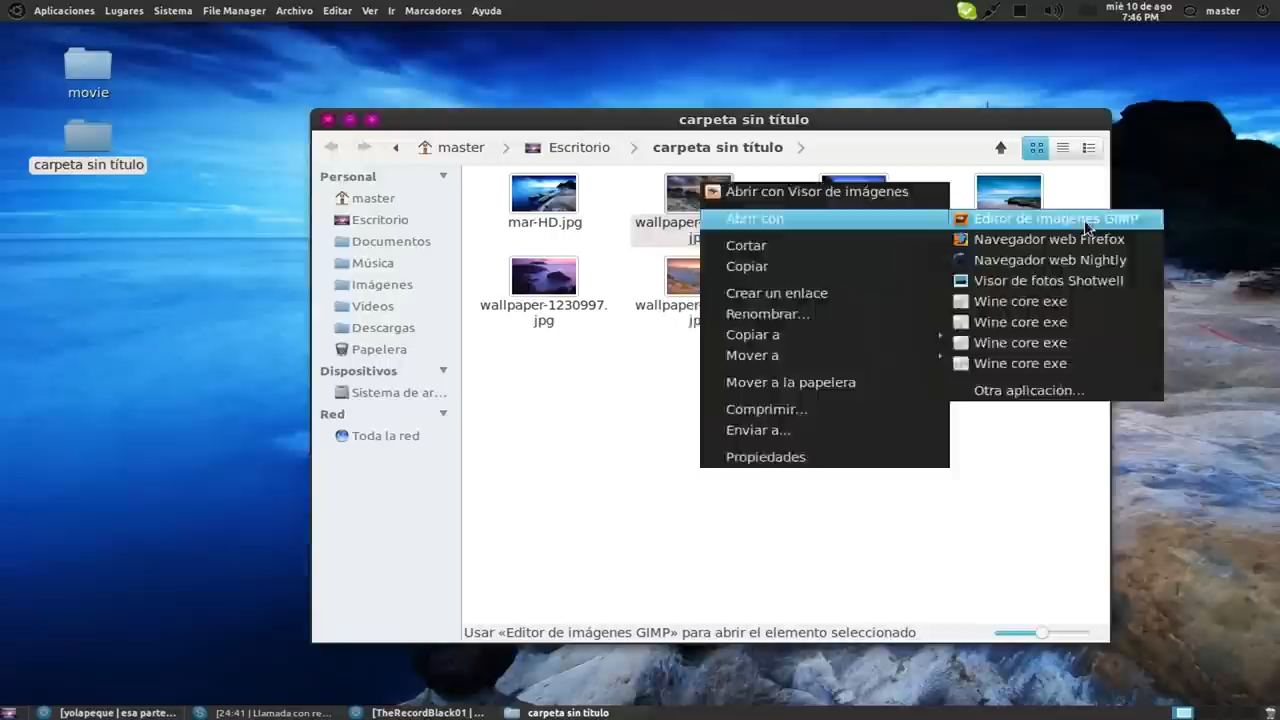 Aplicaciones Lugares Sistema File Manager Archivo Editar Ver Ir Marcadores Ayuda
mié 10 de ago
7:46 PM
master
movie
carpeta sin título
carpeta sin título
master Escritorio carpeta sin título
Personal
master
Escritorio
Documentos
Música
Imágenes
Videos
Descargas
Papelera
Dispositivos
Sistema de ar...
Red
Toda la red
mar-HD.jpg
wallpaper-
jp
wallpaper-1230997.
jpg
wallpaper-
jp
Abrir con Visor de imágenes
Abrir con
Cortar
Copiar
Crear un enlace
Renombrar...
Copiar a
Mover a
Mover a la papelera
Comprimir...
Enviar a...
Propiedades
Editor de imágenes GIMP
Navegador web Firefox
Navegador web Nightly
Visor de fotos Shotwell
Wine core exe
Wine core exe
Wine core exe
Wine core exe
Otra aplicación...
Usar «Editor de imágenes GIMP» para abrir el elemento seleccionado
[yolapeque | esa parte...
[24:41] | Llamada con re...
[TheRecordBlack01 | ...
carpeta sin título